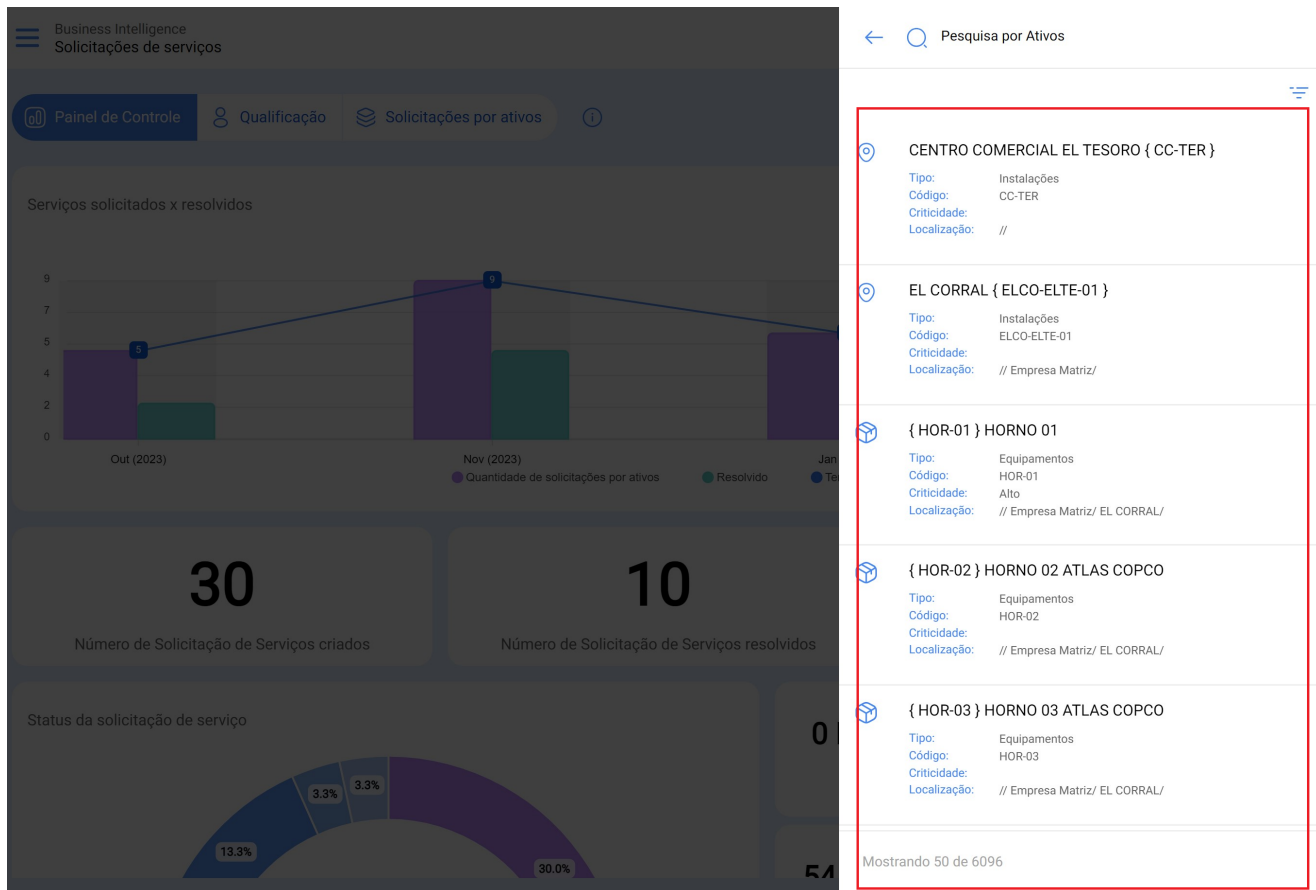 Business Intelligence
Solicitações de serviços
Painel de Controle
Qualificação
Solicitações por ativos
Serviços solicitados x resolvidos
9
7
5
4
2
0
5
9
Out (2023)
Nov (2023)
Jan
Quantidade de solicitações por ativos
Resolvido
30
Número de Solicitação de Serviços criados
10
Número de Solicitação de Serviços resolvidos
Status da solicitação de serviço
13.3%
3.3%
3.3%
30.0%
0
54
Pesquisa por Ativos
CENTRO COMERCIAL EL TESORO { CC-TER }
Tipo: Instalações
Código: CC-TER
Criticidade:
Localização: //
EL CORRAL { ELCO-ELTE-01 }
Tipo: Instalações
Código: ELCO-ELTE-01
Criticidade:
Localização: // Empresa Matriz/
{ HOR-01 } HORNO 01
Tipo: Equipamentos
Código: HOR-01
Criticidade: Alto
Localização: // Empresa Matriz/ EL CORRAL/
{ HOR-02 } HORNO 02 ATLAS COPCO
Tipo: Equipamentos
Código: HOR-02
Criticidade:
Localização: // Empresa Matriz/ EL CORRAL/
{ HOR-03 } HORNO 03 ATLAS COPCO
Tipo: Equipamentos
Código: HOR-03
Criticidade:
Localização: // Empresa Matriz/ EL CORRAL/
Mostrando 50 de 6096